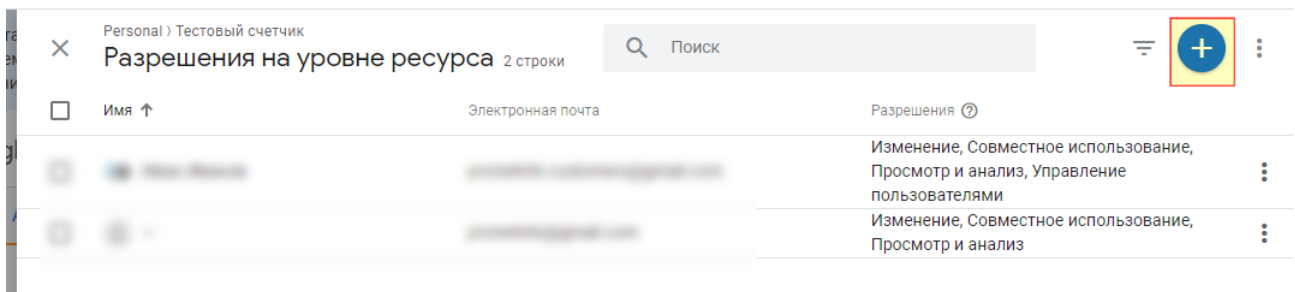 Personal > Тестовый счетчик
Разрешения на уровне ресурса 2 строки
Поиск
Имя ↑
Электронная почта
Разрешения
Изменение, Совместное использование,
Просмотр и анализ, Управление
пользователями
Изменение, Совместное использование,
Просмотр и анализ